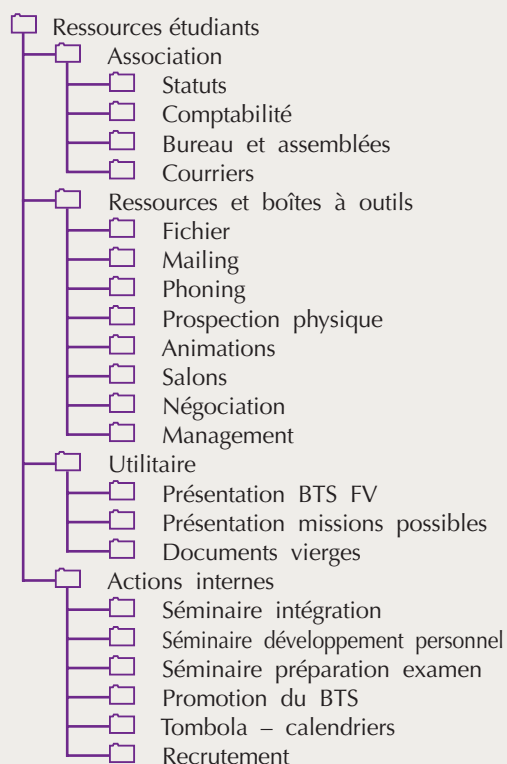 Ressources étudiants
Association
Statuts
Comptabilité
Bureau et assemblées
Courriers
Ressources et boîtes à outils
Fichier
Mailing
Phoning
Prospection physique
Animations
Salons
Négociation
Management
Utilitaire
Présentation BTS FV
Présentation missions possibles
Documents vierges
Actions internes
Séminaire intégration
Séminaire développement personnel
Séminaire préparation examen
Promotion du BTS
Tombola – calendriers
Recrutement